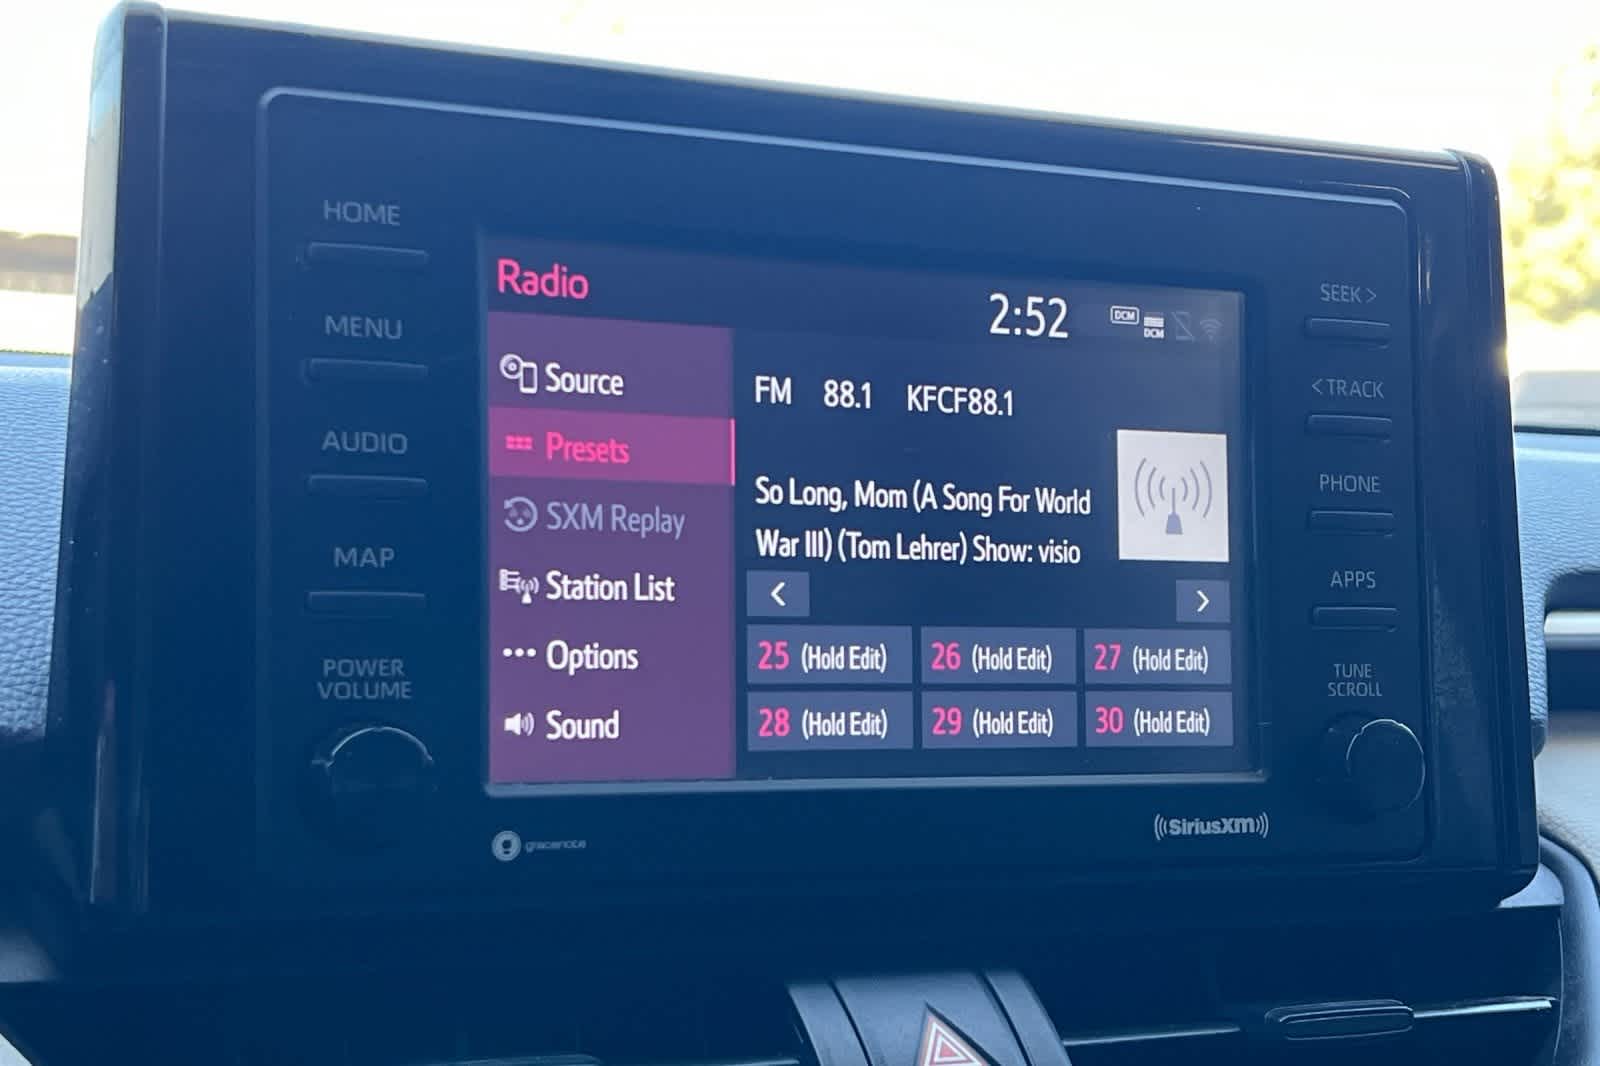 HOME
MENU
AUDIO
MAP
POWER
VOLUME
Radio
2:52
DCM
DCM
Source
Presets
SXM Replay
Station List
Options
Sound
FM 88.1 KFCF88.1
So Long, Mom (A Song For World
War III) (Tom Lehrer) Show: visio
<
>
25 (Hold Edit) 26 (Hold Edit) 27 (Hold Edit)
28 (Hold Edit) 29 (Hold Edit) 30 (Hold Edit)
SEEK >
< TRACK
PHONE
APPS
TUNE
SCROLL
gracenote
((SiriusXM))